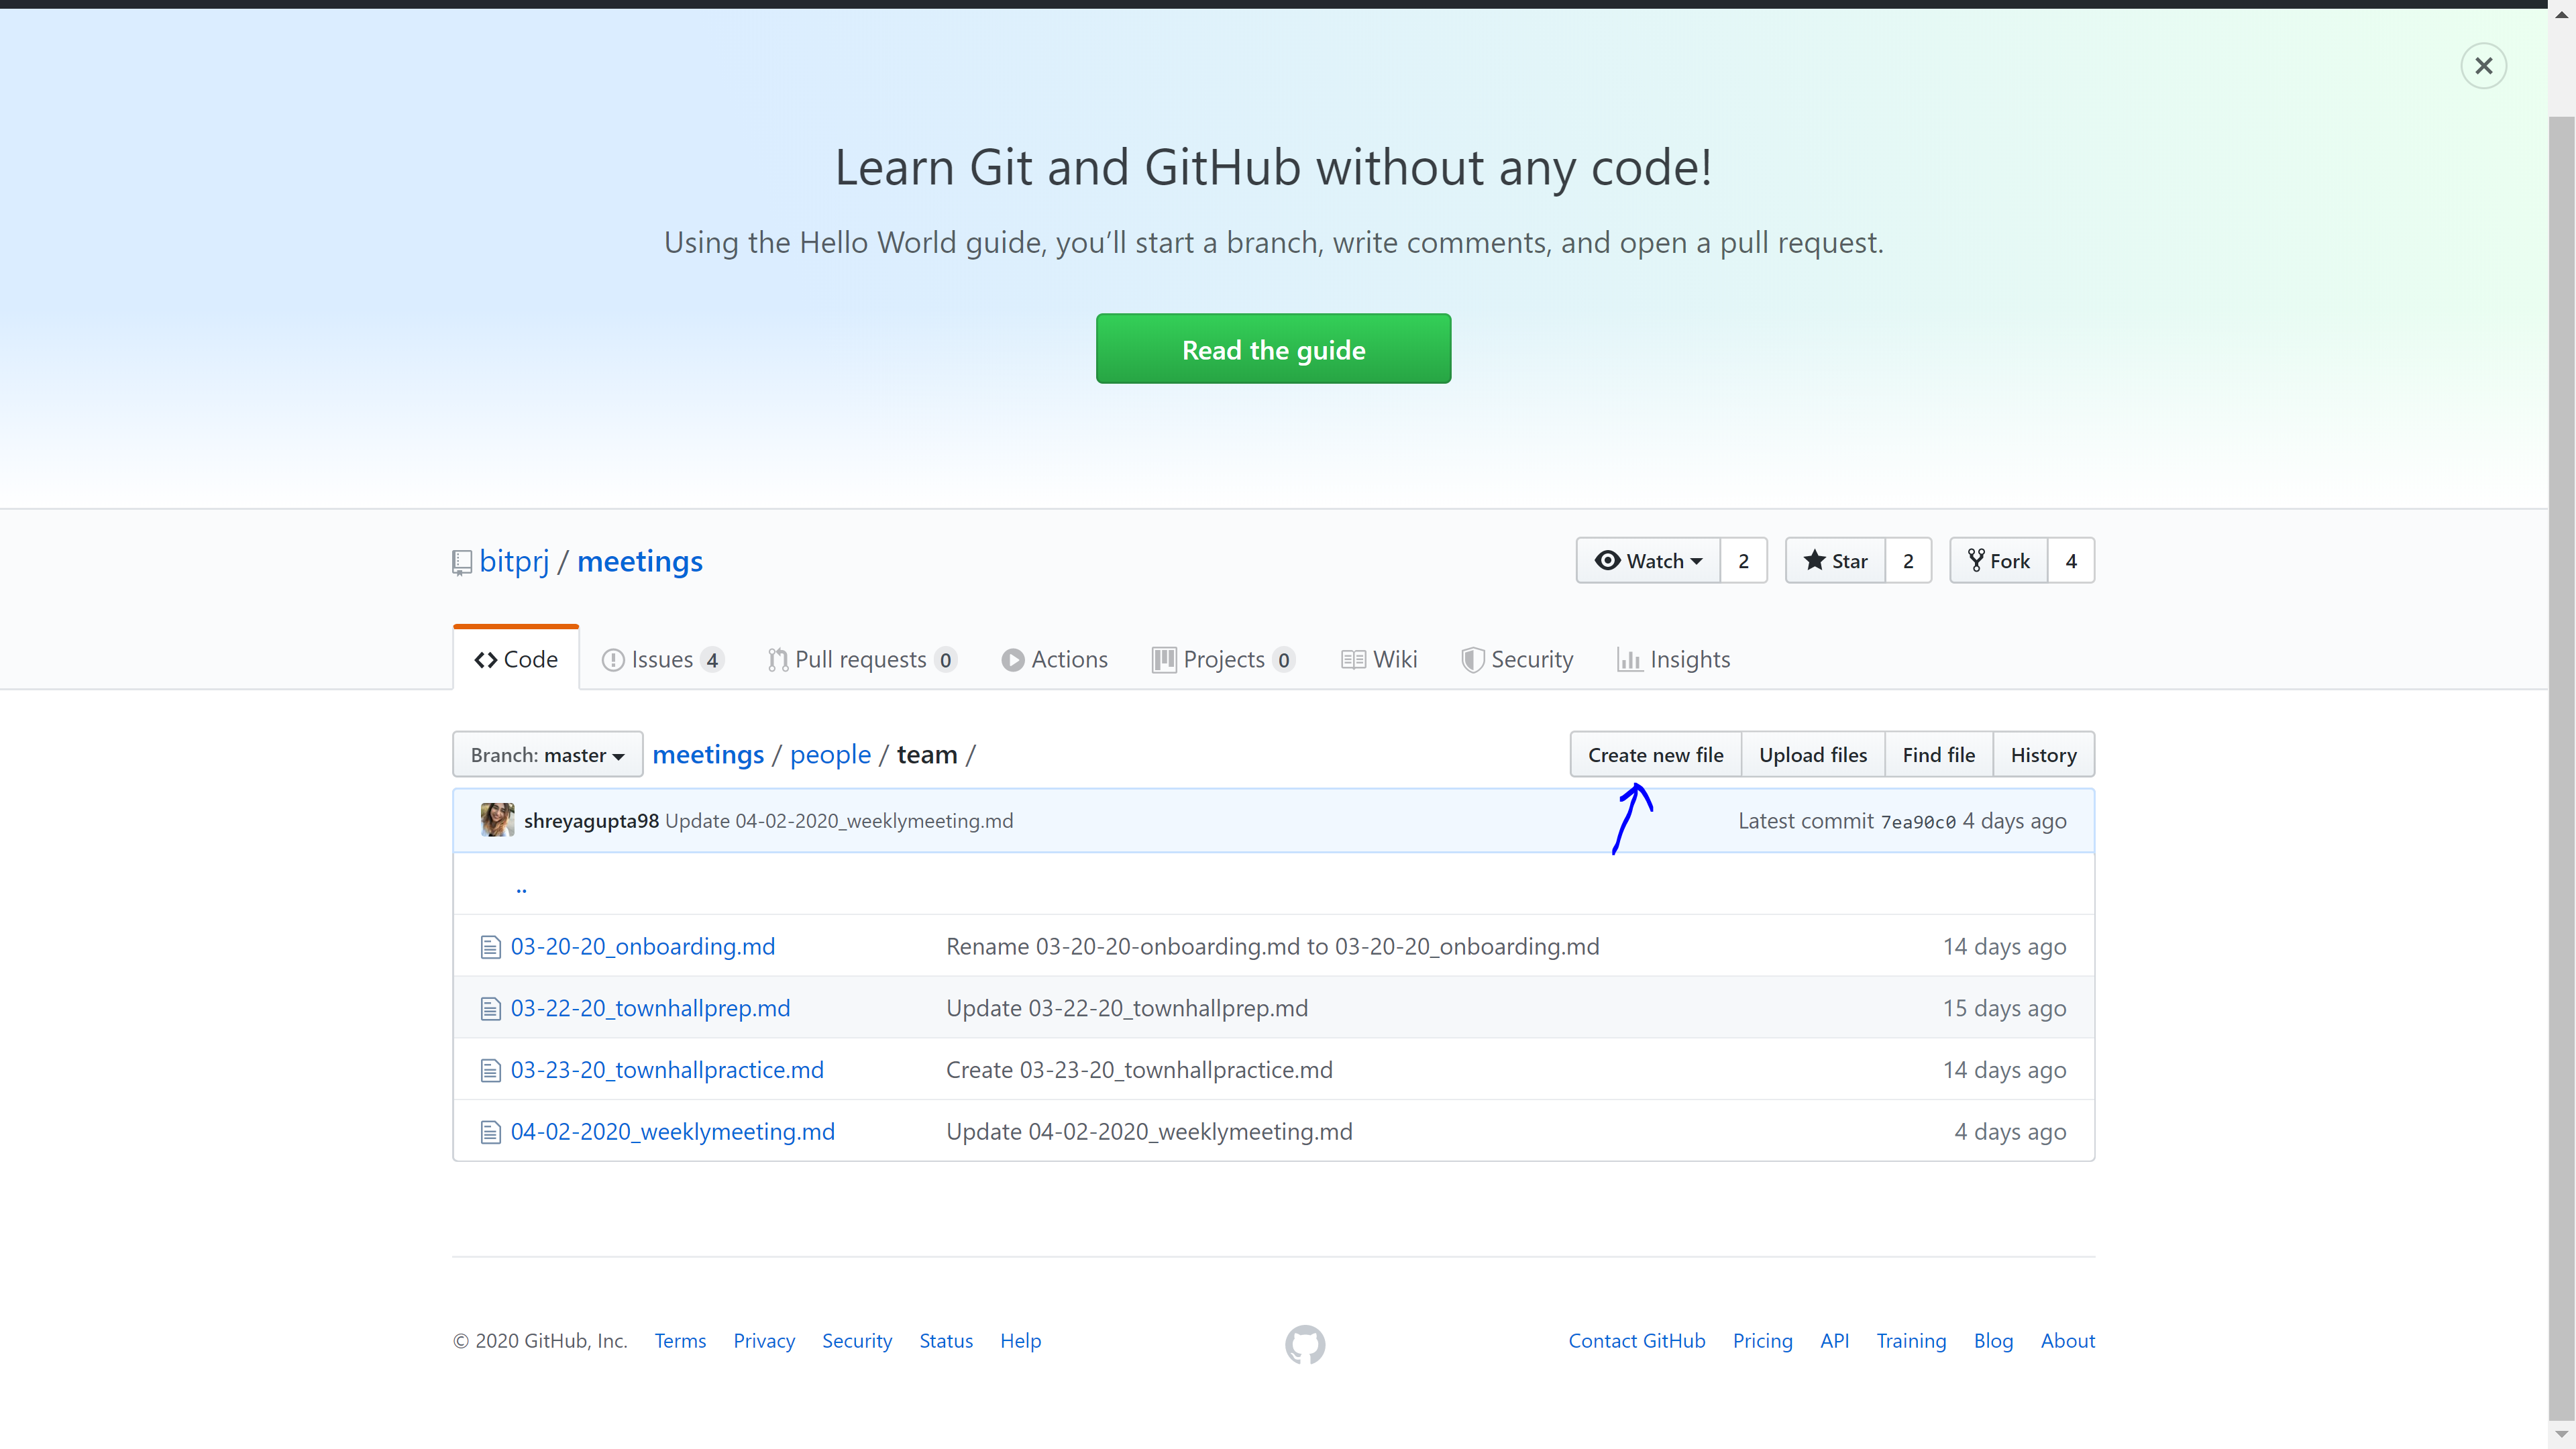 Learn Git and GitHub without any code!
Using the Hello World guide, you’ll start a branch, write comments, and open a pull request.
Read the guide
bitprj / meetings
Watch 2 Star 2 Fork 4
Code Issues 4 Pull requests 0 Actions Projects 0 Wiki Security Insights
Branch: master meetings / people / team / Create new file Upload files Find file History
shreyagupta98 Update 04-02-2020_weeklymeeting.md Latest commit 7ea90c0 4 days ago
..
03-20-20_onboarding.md Rename 03-20-20-onboarding.md to 03-20-20_onboarding.md 14 days ago
03-22-20_townhallprep.md Update 03-22-20_townhallprep.md 15 days ago
03-23-20_townhallpractice.md Create 03-23-20_townhallpractice.md 14 days ago
04-02-2020_weeklymeeting.md Update 04-02-2020_weeklymeeting.md 4 days ago
© 2020 GitHub, Inc. Terms Privacy Security Status Help Contact GitHub Pricing API Training Blog About